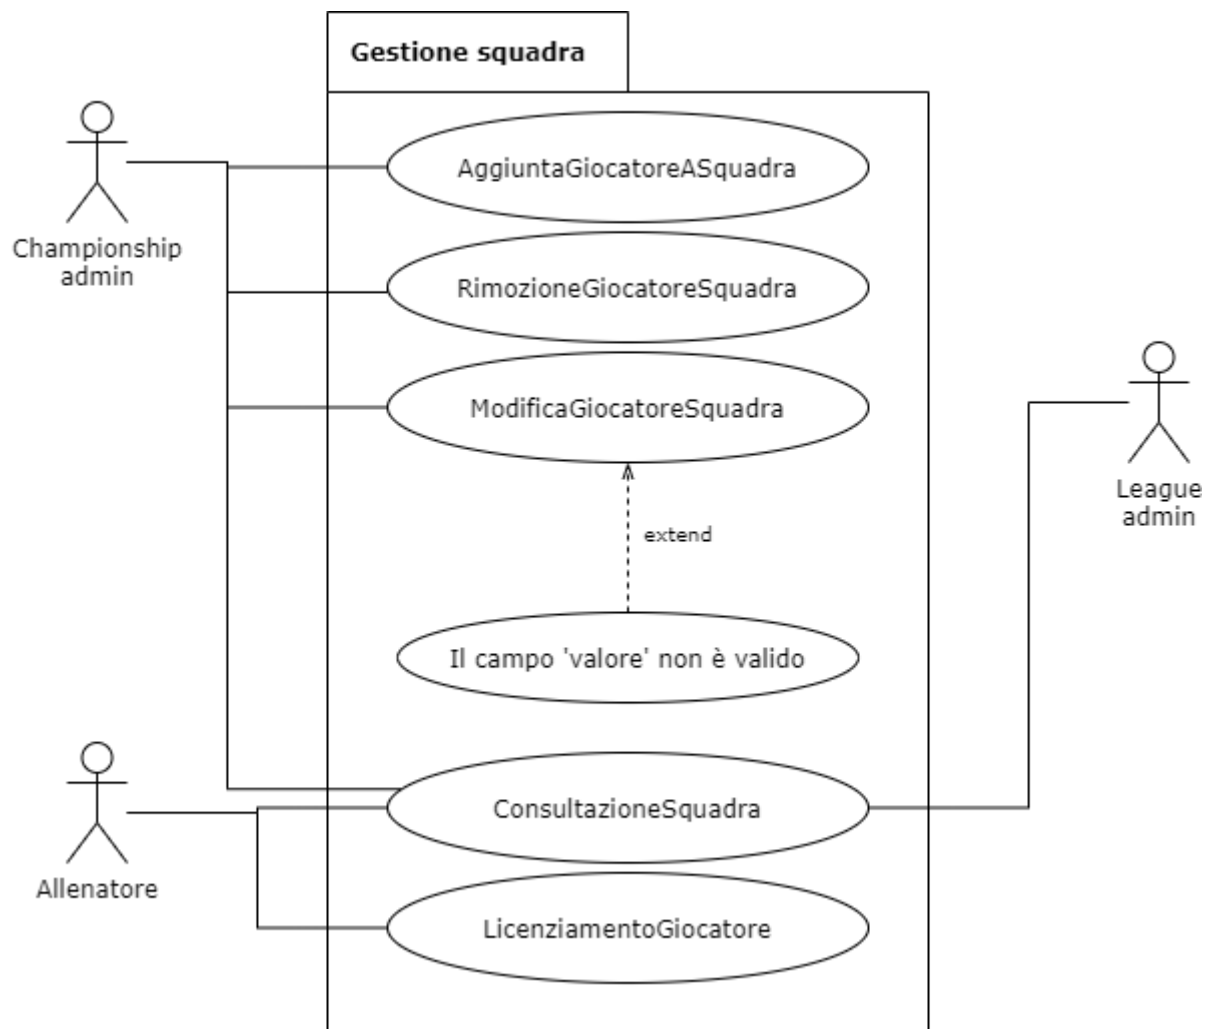 Gestione squadra
AggiuntaGiocatoreASquadra
Championship
admin
RimozioneGiocatoreSquadra
ModificaGiocatoreSquadra
League
admin
extend
Il campo 'valore' non è valido
ConsultazioneSquadra
Allenatore
LicenziamentoGiocatore